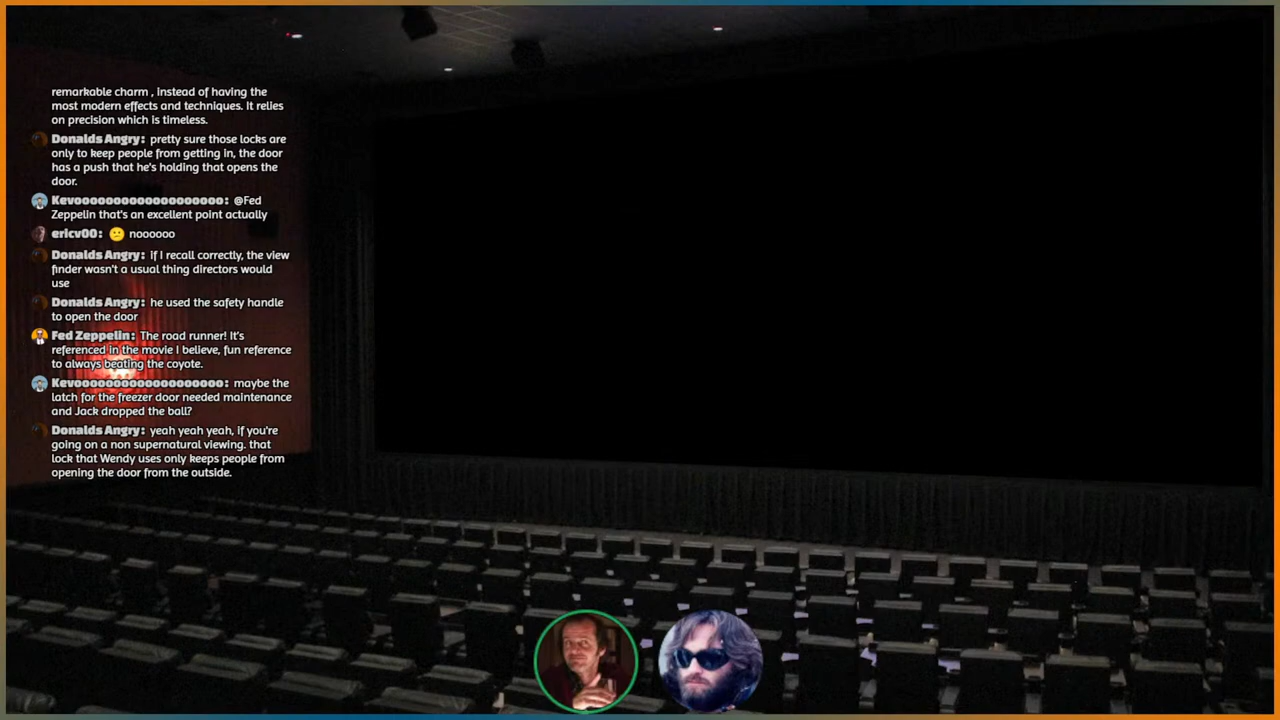 remarkable charm , instead of having the
most modern effects and techniques. It relies
on precision which is timeless.
Donalds Angry: pretty sure those locks are
only to keep people from getting in, the door
has a push that he's holding that opens the
door.
Kevooooooooooooooooooo: @Fed
Zeppelin that's an excellent point actually
ericv00: 😕 noooooo
Donalds Angry: if I recall correctly, the view
finder wasn't a usual thing directors would
use
Donalds Angry: he used the safety handle
to open the door
Fed Zeppelin: The road runner! It's
referenced in the movie I believe, fun reference
to always beating the coyote.
Kevooooooooooooooooooo: maybe the
latch for the freezer door needed maintenance
and Jack dropped the ball?
Donalds Angry: yeah yeah yeah, if you're
going on a non supernatural viewing. that
lock that Wendy uses only keeps people from
opening the door from the outside.